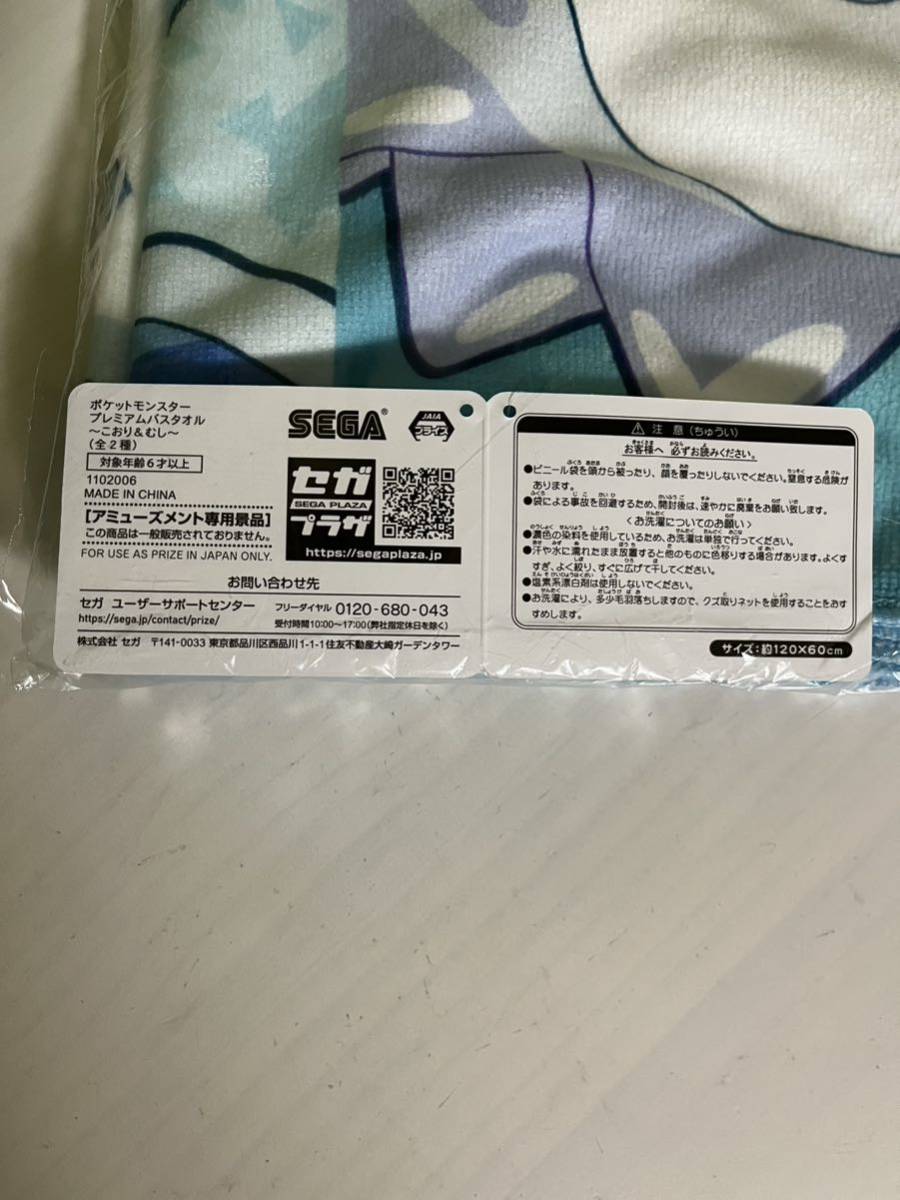 ポケットモンスター
プレミアムバスタオル
～こおり&むし～
(全2種)
対象年齢6才以上
1102006
MADE IN CHINA
【アミューズメント専用景品】
この商品は一般販売されておりません。
FOR USE AS PRIZE IN JAPAN ONLY.
SEGA®
JAIA
プライズ
セガ
SEGA PLAZA
プラザ
https://segaplaza.jp
お問い合わせ先
セガ ユーザーサポートセンター
https://sega.jp/contact/prize/
フリーダイヤル 0120-680-043
受付時間10:00～17:00(弊社指定休日を除く)
株式会社 セガ 〒141-0033 東京都品川区西品川1-1-1住友不動産大崎ガーデンタワー
⚠ 注 意 (ちゅうい)
お客様へ 必ずお読みください。
●ビニール袋を頭から被ったり、顔を覆ったりしないでください。窒息する危険が
あります。
●袋による事故を回避するため、開封後は、速やかに廃棄をお願い致します。
〈お洗濯についてのお願い〉
●濃色の染料を使用しているため、お洗濯は単独で行ってください。
●汗や水に濡れたまま放置すると他のものに色移りする場合があります。よくす
すぎ、よく絞り、すぐに広げて干してください。
●塩素系漂白剤は使用しないでください。
●お洗濯により、多少毛羽落ちしますので、クズ取りネットを使用することをおす
すめします。
サイズ:約120×60cm